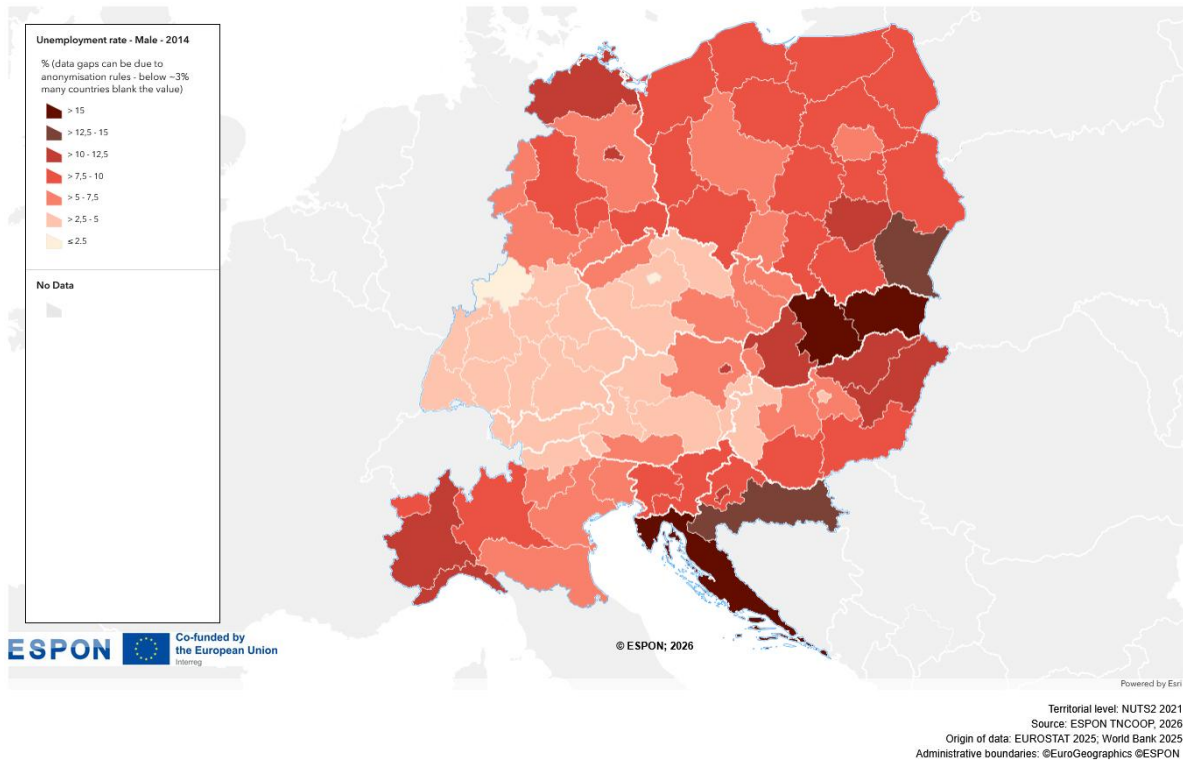 Unemployment rate - Male - 2014
% (data gaps can be due to
anonymisation rules - below ~3%
many countries blank the value)
> 15
> 12,5 - 15
> 10 - 12,5
> 7,5 - 10
> 5 - 7,5
> 2,5 - 5
≤ 2.5
No Data
ESPON
Co-funded by
the European Union
Interreg
© ESPON; 2026
Powered by Esri
Territorial level: NUTS2 2021
Source: ESPON TNCOOP, 2026
Origin of data: EUROSTAT 2025; World Bank 2025
Administrative boundaries: ©EuroGeographics ©ESPON